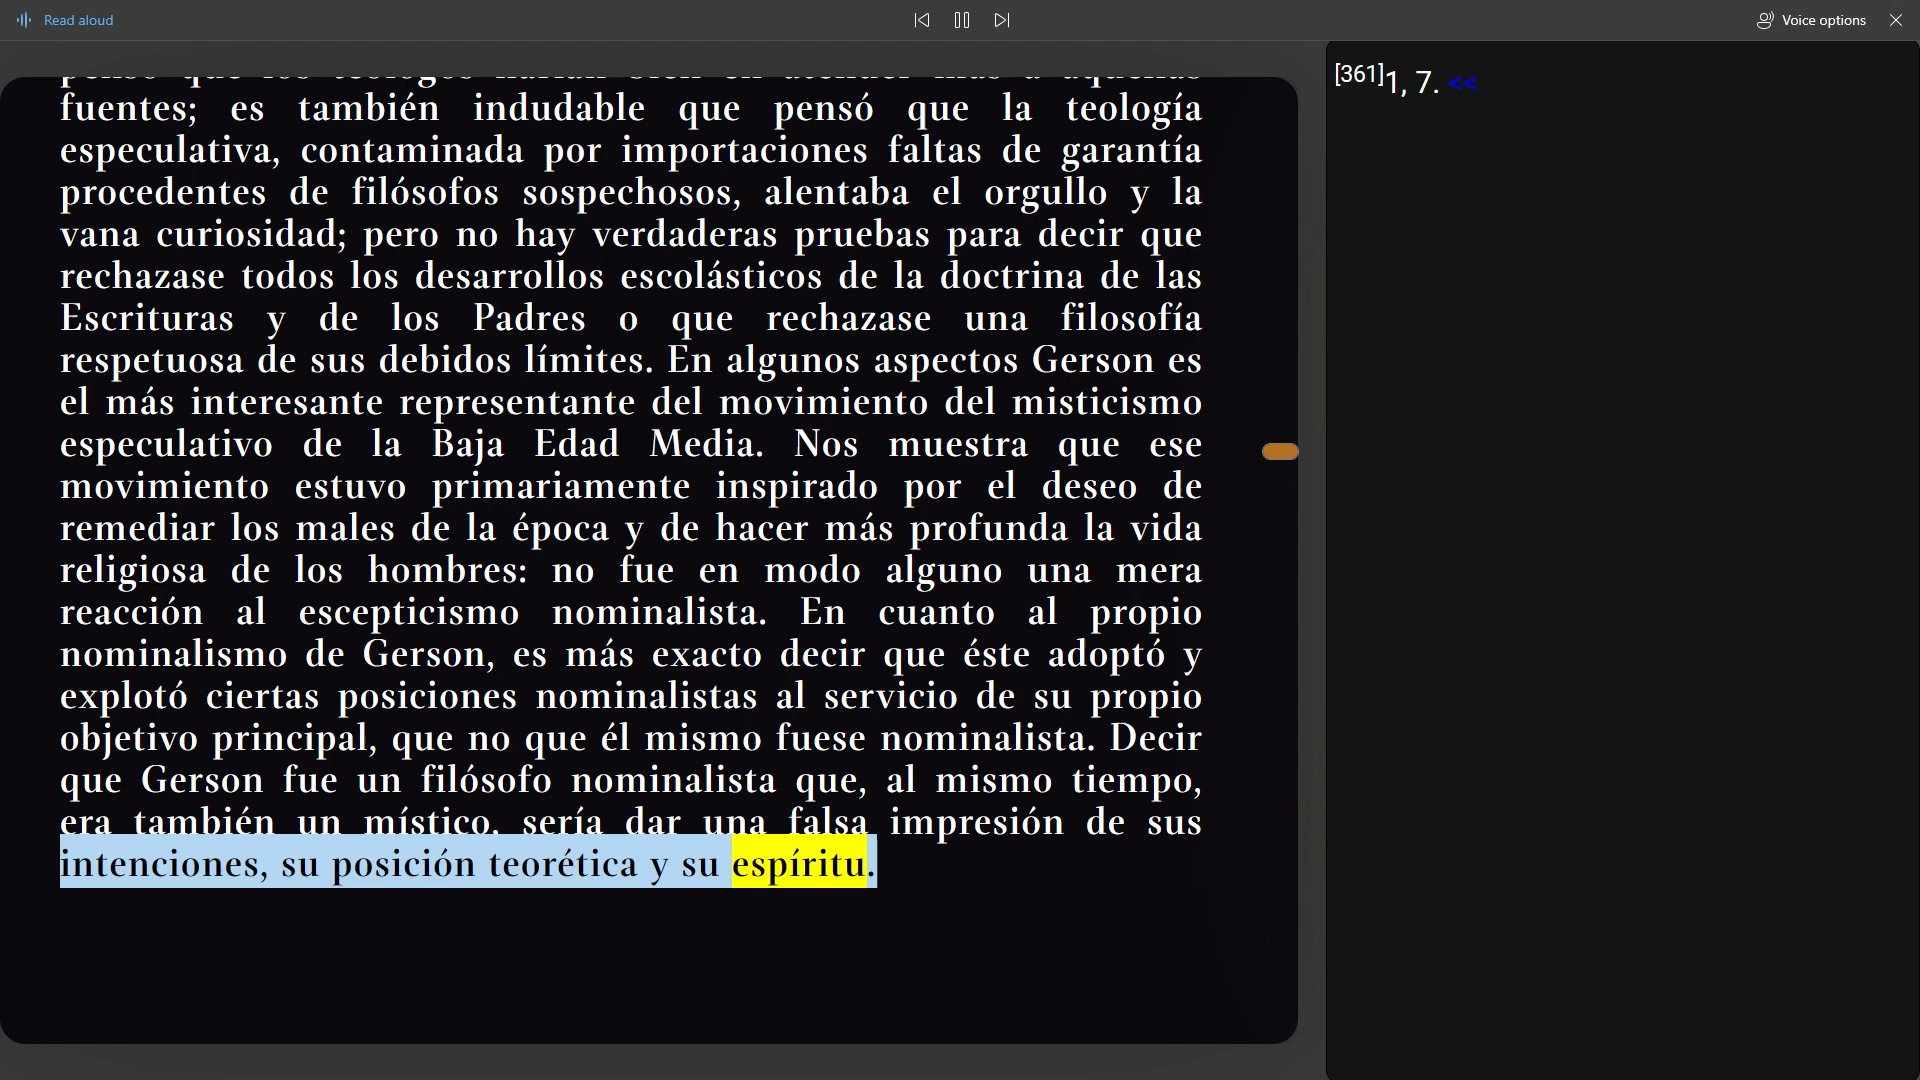 Read aloud
Voice options
fuentes; es también indudable que pensó que la teología
especulativa, contaminada por importaciones faltas de garantía
procedentes de filósofos sospechosos, alentaba el orgullo y la
vana curiosidad; pero no hay verdaderas pruebas para decir que
rechazase todos los desarrollos escolásticos de la doctrina de las
Escrituras y de los Padres o que rechazase una filosofía
respetuosa de sus debidos límites. En algunos aspectos Gerson es
el más interesante representante del movimiento del misticismo
especulativo de la Baja Edad Media. Nos muestra que ese
movimiento estuvo primariamente inspirado por el deseo de
remediar los males de la época y de hacer más profunda la vida
religiosa de los hombres: no fue en modo alguno una mera
reacción al escepticismo nominalista. En cuanto al propio
nominalismo de Gerson, es más exacto decir que éste adoptó y
explotó ciertas posiciones nominalistas al servicio de su propio
objetivo principal, que no que él mismo fuese nominalista. Decir
que Gerson fue un filósofo nominalista que, al mismo tiempo,
era también un místico, sería dar una falsa impresión de sus
intenciones, su posición teorética y su espíritu.
[361]1, 7. <<